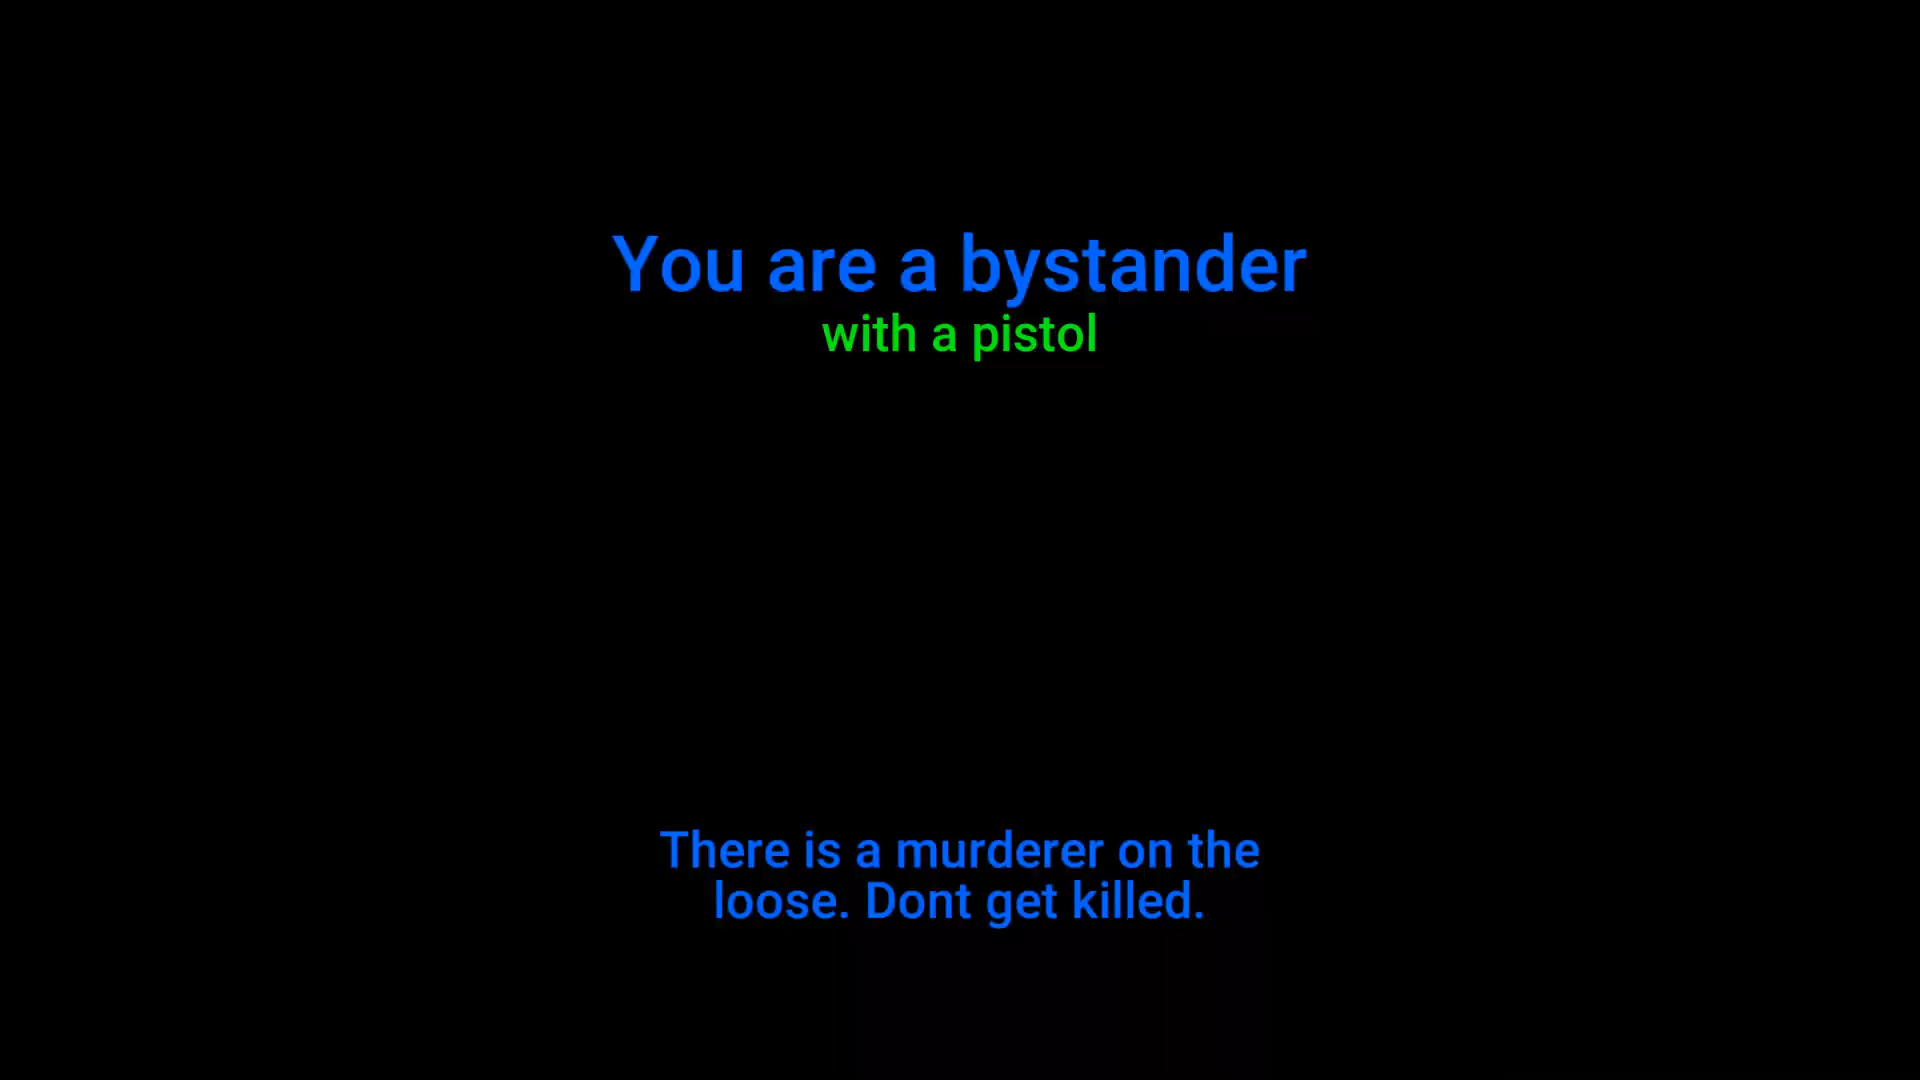 You are a bystander
with a pistol
There is a murderer on the
loose. Dont get killed.